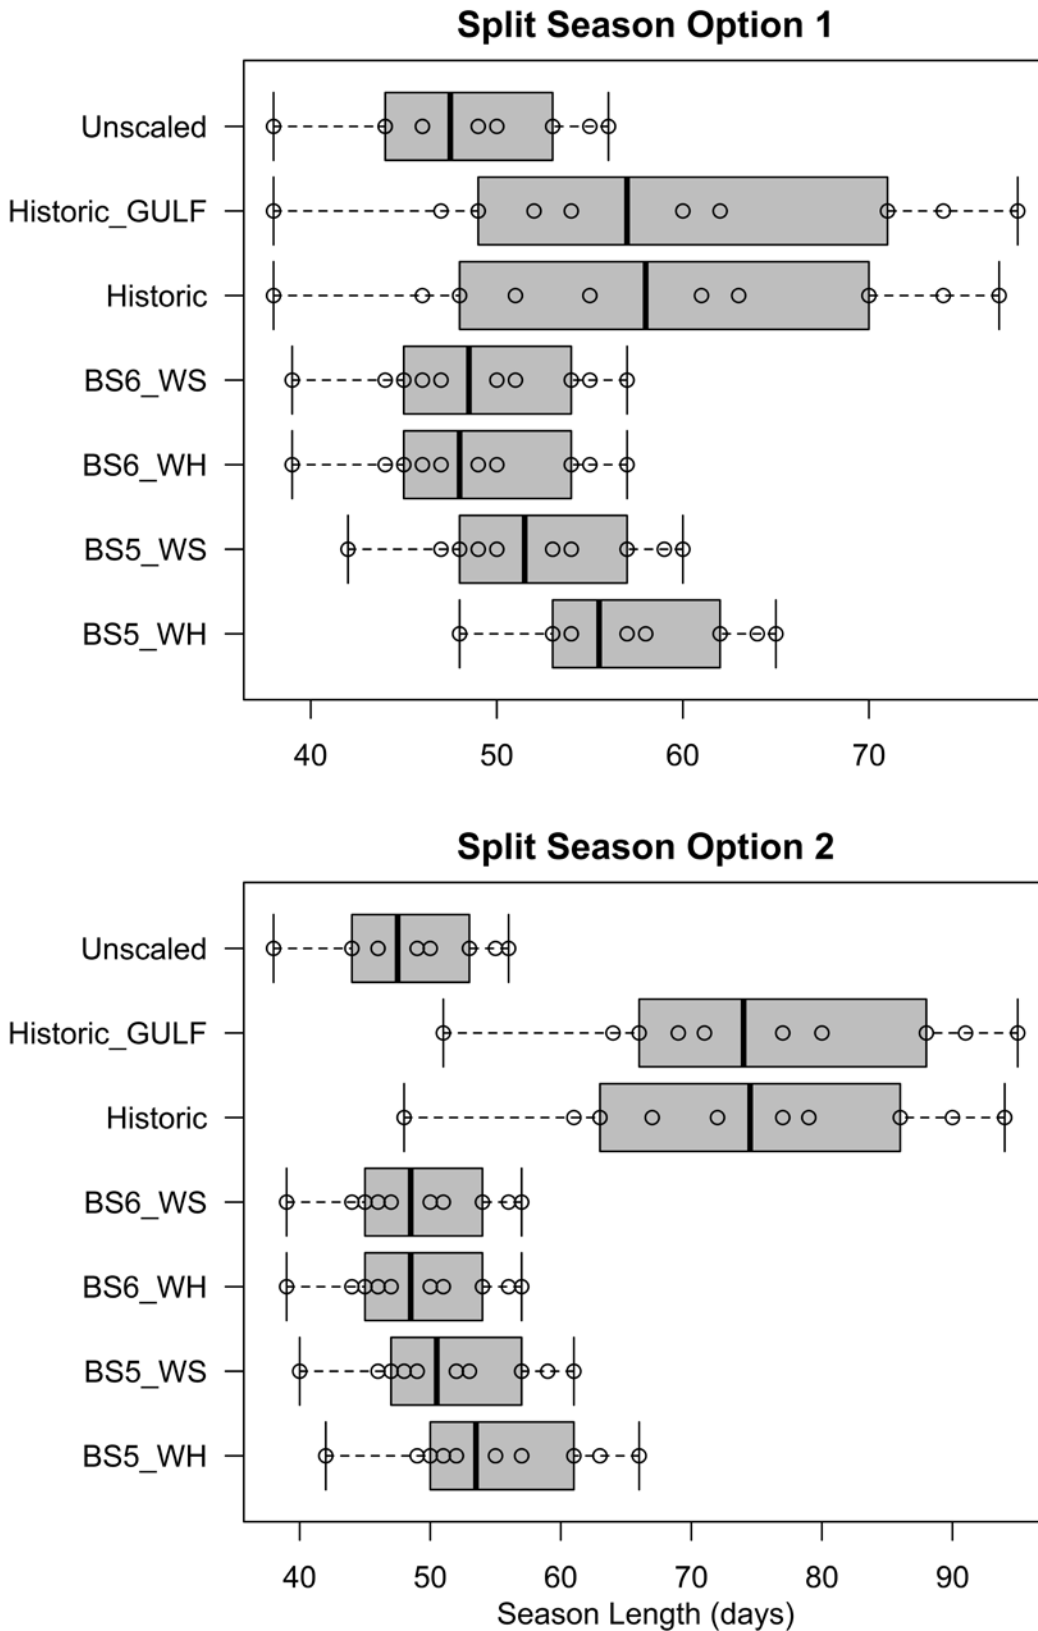 Split Season Option 1
Unscaled
Historic_GULF
Historic
BS6_WS
BS6_WH
BS5_WS
BS5_WH
40 50 60 70
Split Season Option 2
Unscaled
Historic_GULF
Historic
BS6_WS
BS6_WH
BS5_WS
BS5_WH
40 50 60 70 80 90
Season Length (days)